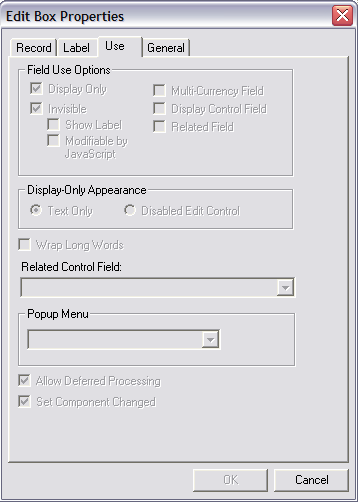 Edit Box Properties
Record Label Use General
Field Use Options
Display Only
Multi-Currency Field
Invisible
Display Control Field
Show Label
Related Field
Modifiable by
JavaScript
Display-Only Appearance
Text Only
Disabled Edit Control
Wrap Long Words
Related Control Field:
Popup Menu
Allow Deferred Processing
Set Component Changed
OK
Cancel